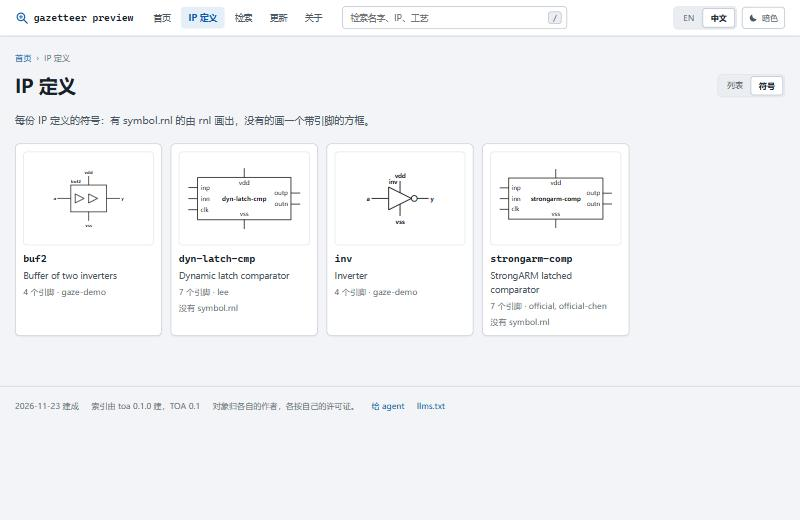 gazetteer preview
首页
IP 定义
检索
更新
关于
检索名字、IP、工艺
/
EN
中文
暗色
首页 › IP 定义
IP 定义
列表
符号
每份 IP 定义的符号：有 symbol.rnl 的由 rnl 画出，没有的画一个带引脚的方框。
vdd
buf2
a
y
vss
buf2
Buffer of two inverters
4 个引脚 · gaze-demo
vdd
inp
outp
inn
dyn-latch-cmp
outn
clk
vss
dyn-latch-cmp
Dynamic latch comparator
7 个引脚 · lee
没有 symbol.rnl
vdd
inv
a
y
vss
inv
Inverter
4 个引脚 · gaze-demo
vdd
inp
outp
inn
strongarm-comp
outn
clk
vss
strongarm-comp
StrongARM latched
comparator
7 个引脚 · official, official-chen
没有 symbol.rnl
2026-11-23 建成
索引由 toa 0.1.0 建，TOA 0.1
对象归各自的作者，各按自己的许可证。
给 agent
llms.txt